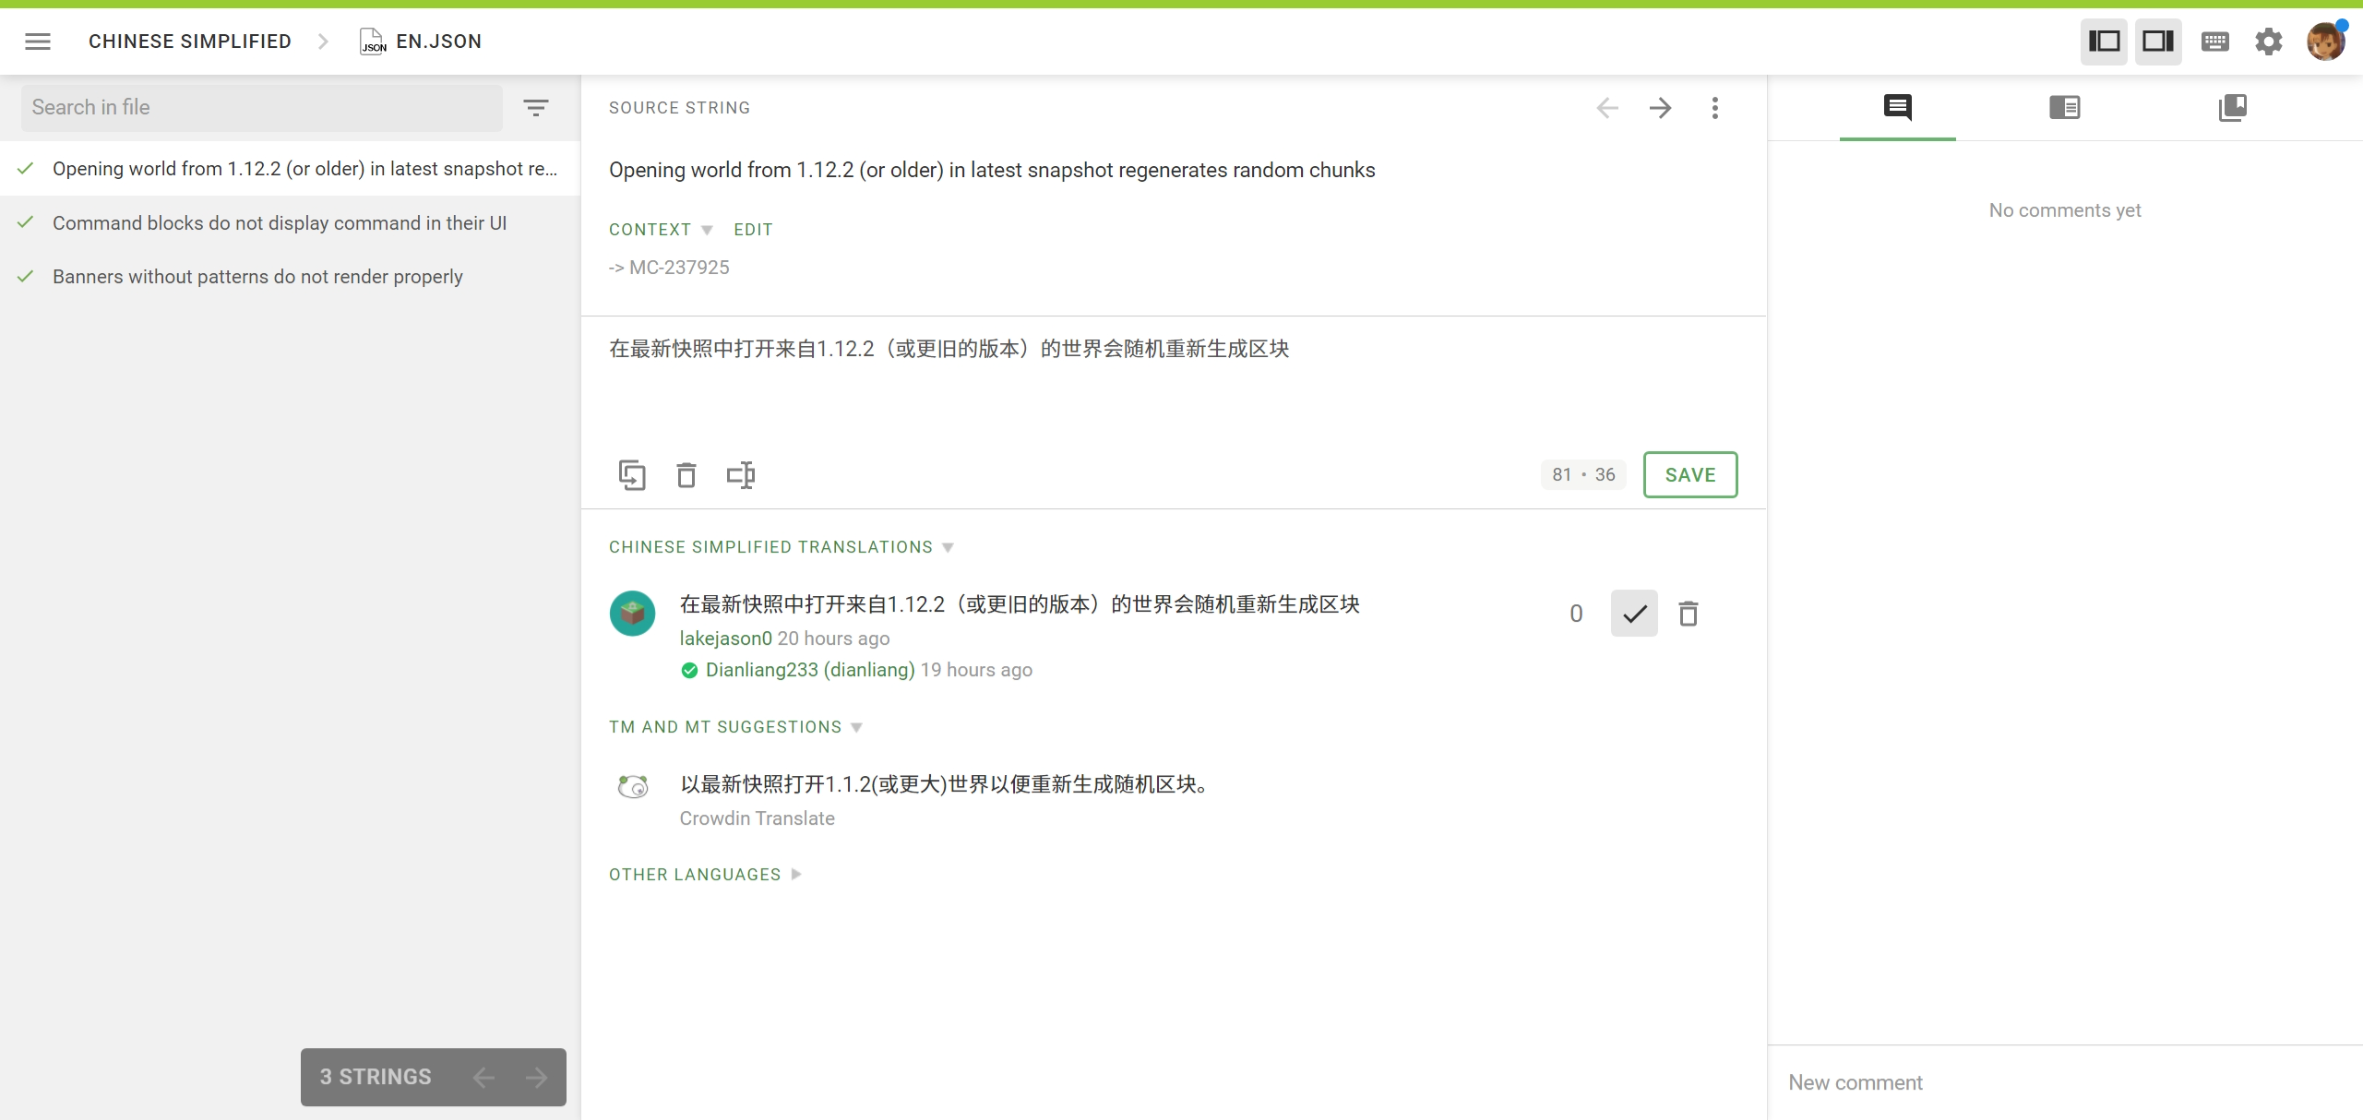 CHINESE SIMPLIFIED
JSON
EN.JSON
Search in file
Opening world from 1.12.2 (or older) in latest snapshot re...
Command blocks do not display command in their UI
Banners without patterns do not render properly
3 STRINGS
SOURCE STRING
Opening world from 1.12.2 (or older) in latest snapshot regenerates random chunks
CONTEXT
EDIT
-> MC-237925
在最新快照中打开来自1.12.2（或更旧的版本）的世界会随机重新生成区块
81 • 36
SAVE
CHINESE SIMPLIFIED TRANSLATIONS
在最新快照中打开来自1.12.2（或更旧的版本）的世界会随机重新生成区块
0
lakejason0 20 hours ago
Dianliang233 (dianliang) 19 hours ago
TM AND MT SUGGESTIONS
以最新快照打开1.1.2(或更大)世界以便重新生成随机区块。
Crowdin Translate
OTHER LANGUAGES
No comments yet
New comment